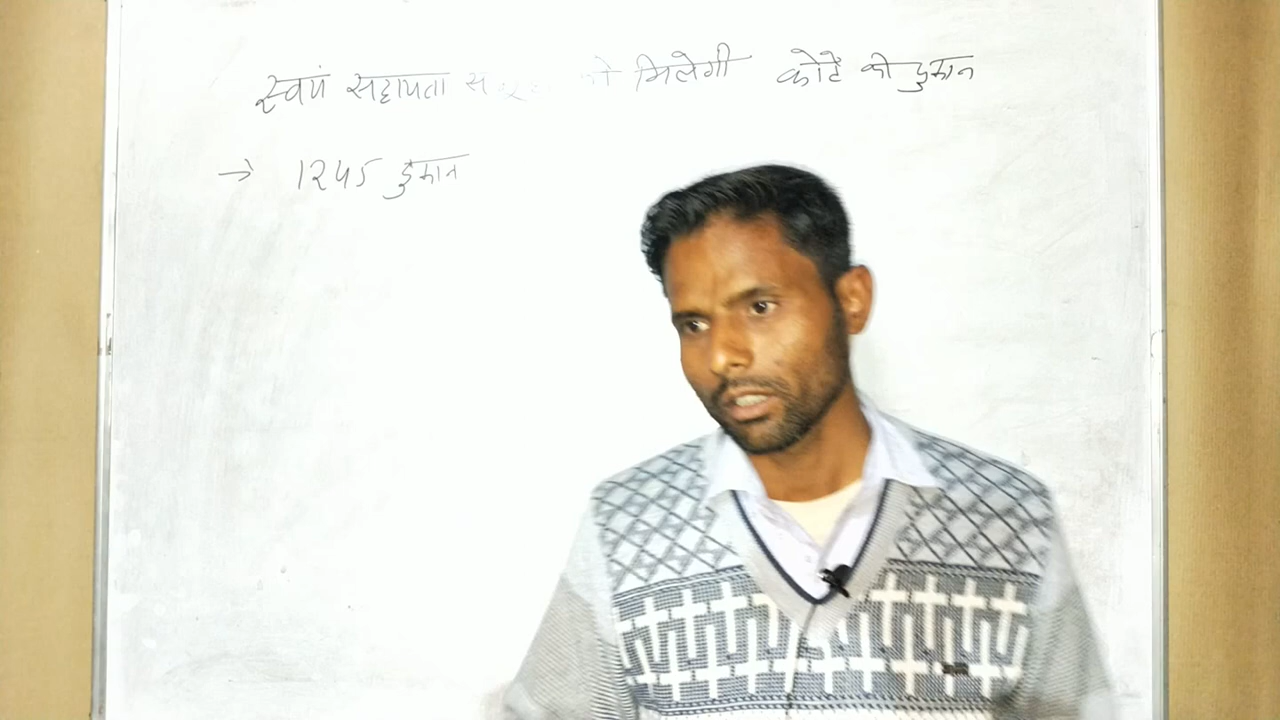 स्वयं सहायता को मिलेगी कोटे की दुकान
→ 1245 दुकान